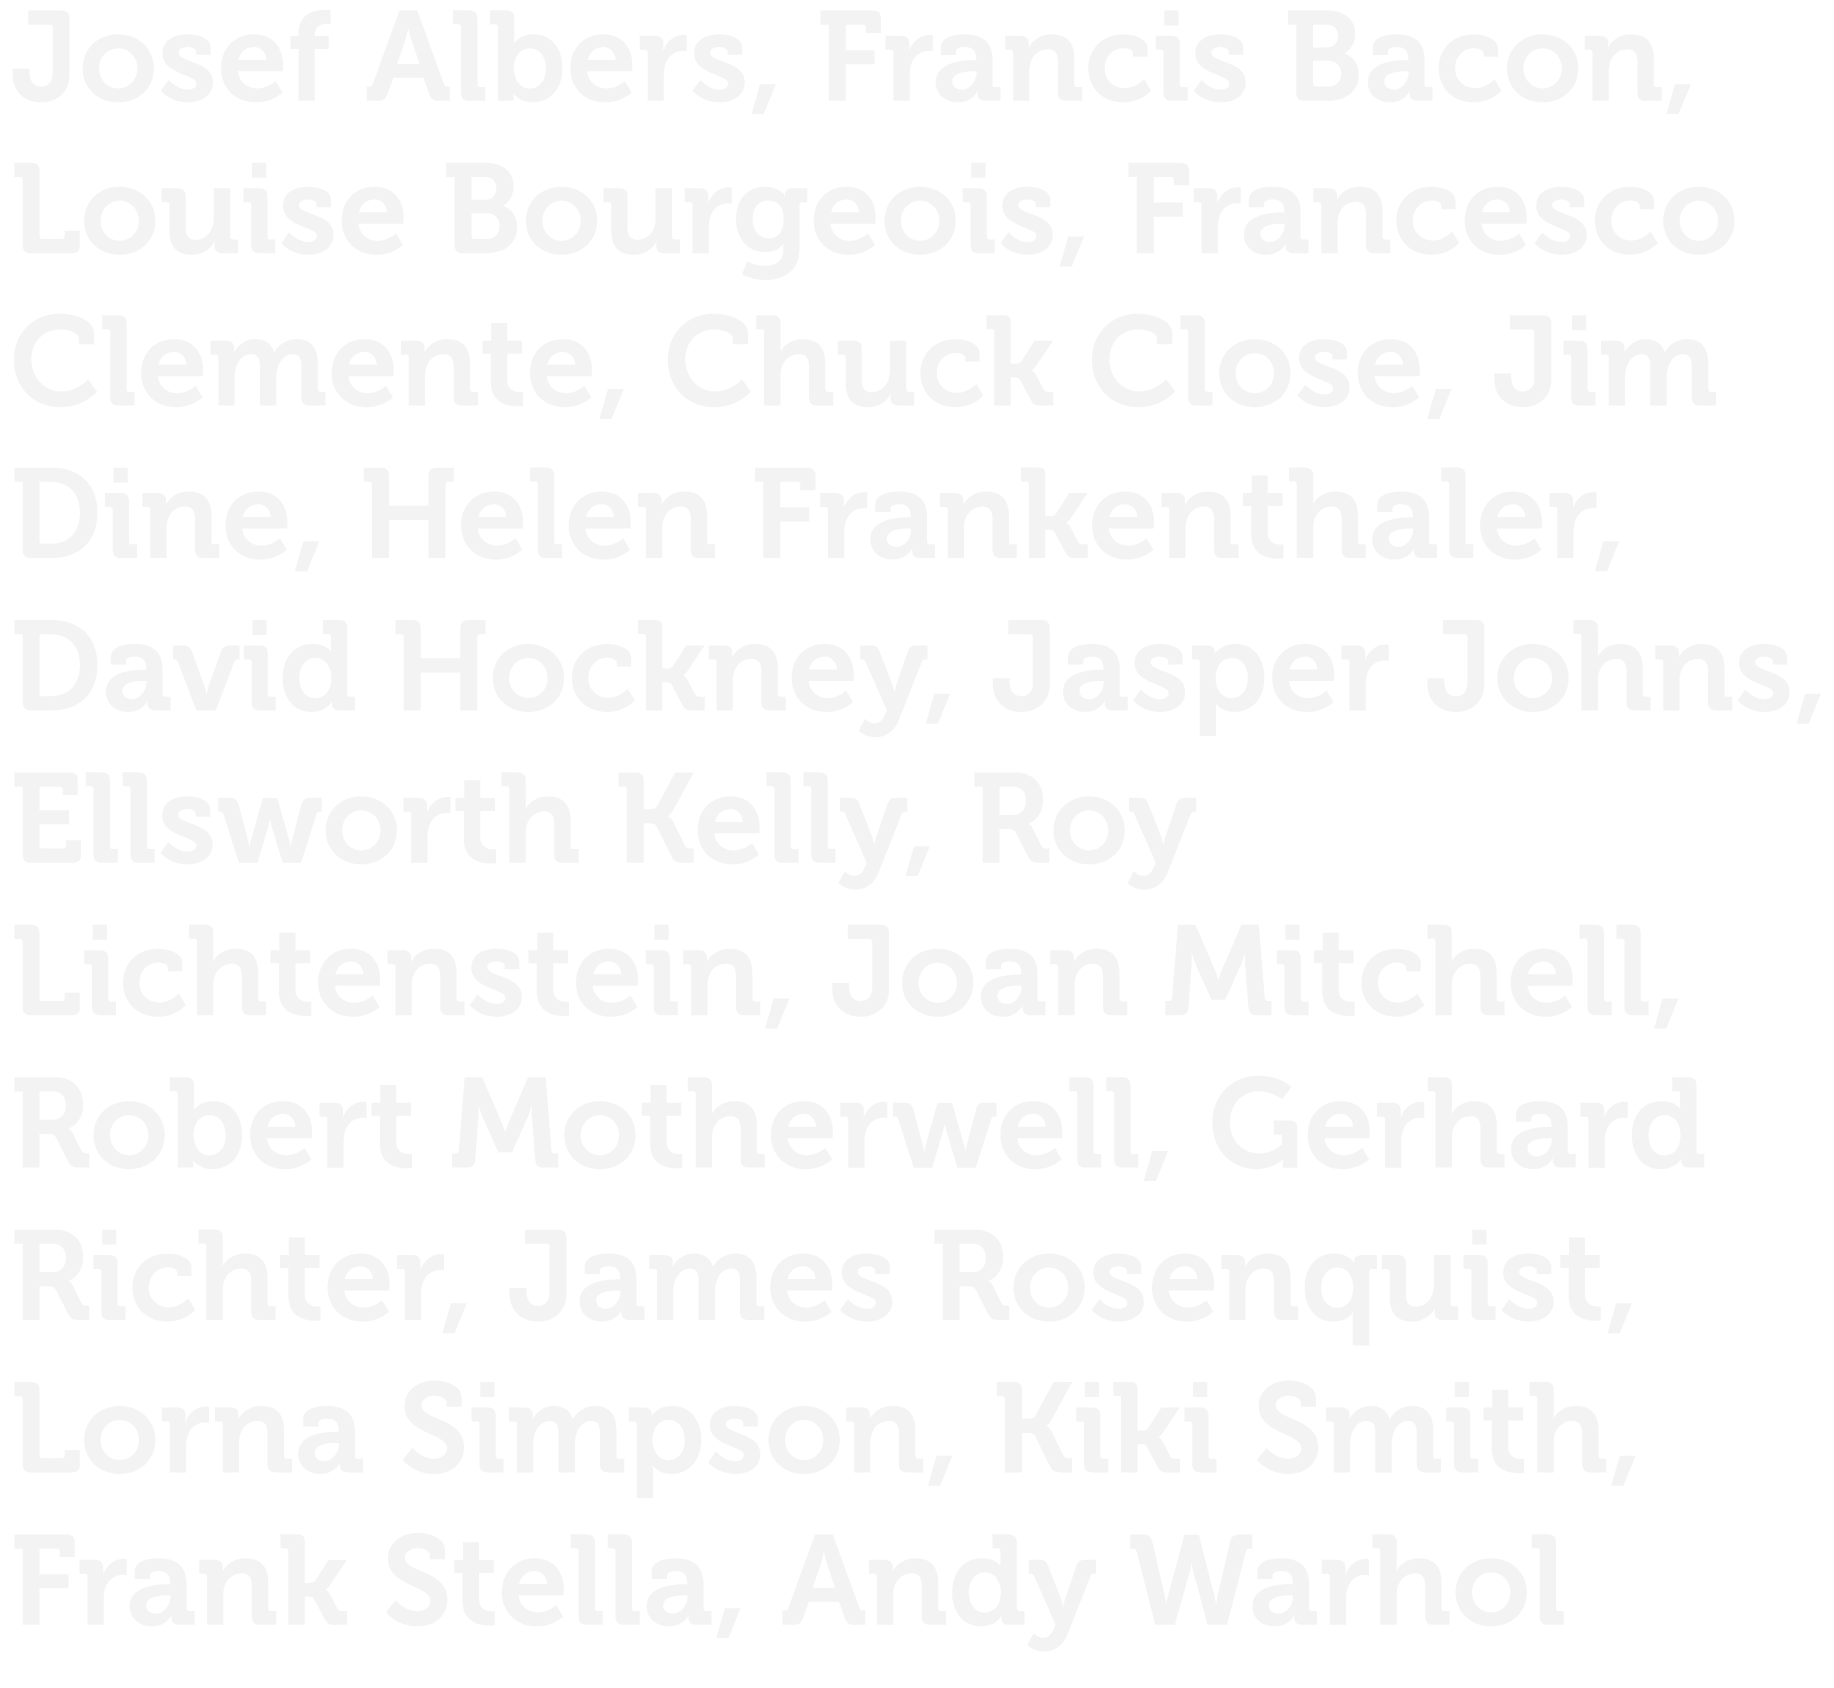 Josef Albers, Francis Bacon,
Louise Bourgeois, Francesco
Clemente, Chuck Close, Jim
Dine, Helen Frankenthaler,
David Hockney, Jasper Johns,
Ellsworth Kelly, Roy
Lichtenstein, Joan Mitchell,
Robert Motherwell, Gerhard
Richter, James Rosenquist,
Lorna Simpson, Kiki Smith,
Frank Stella, Andy Warhol